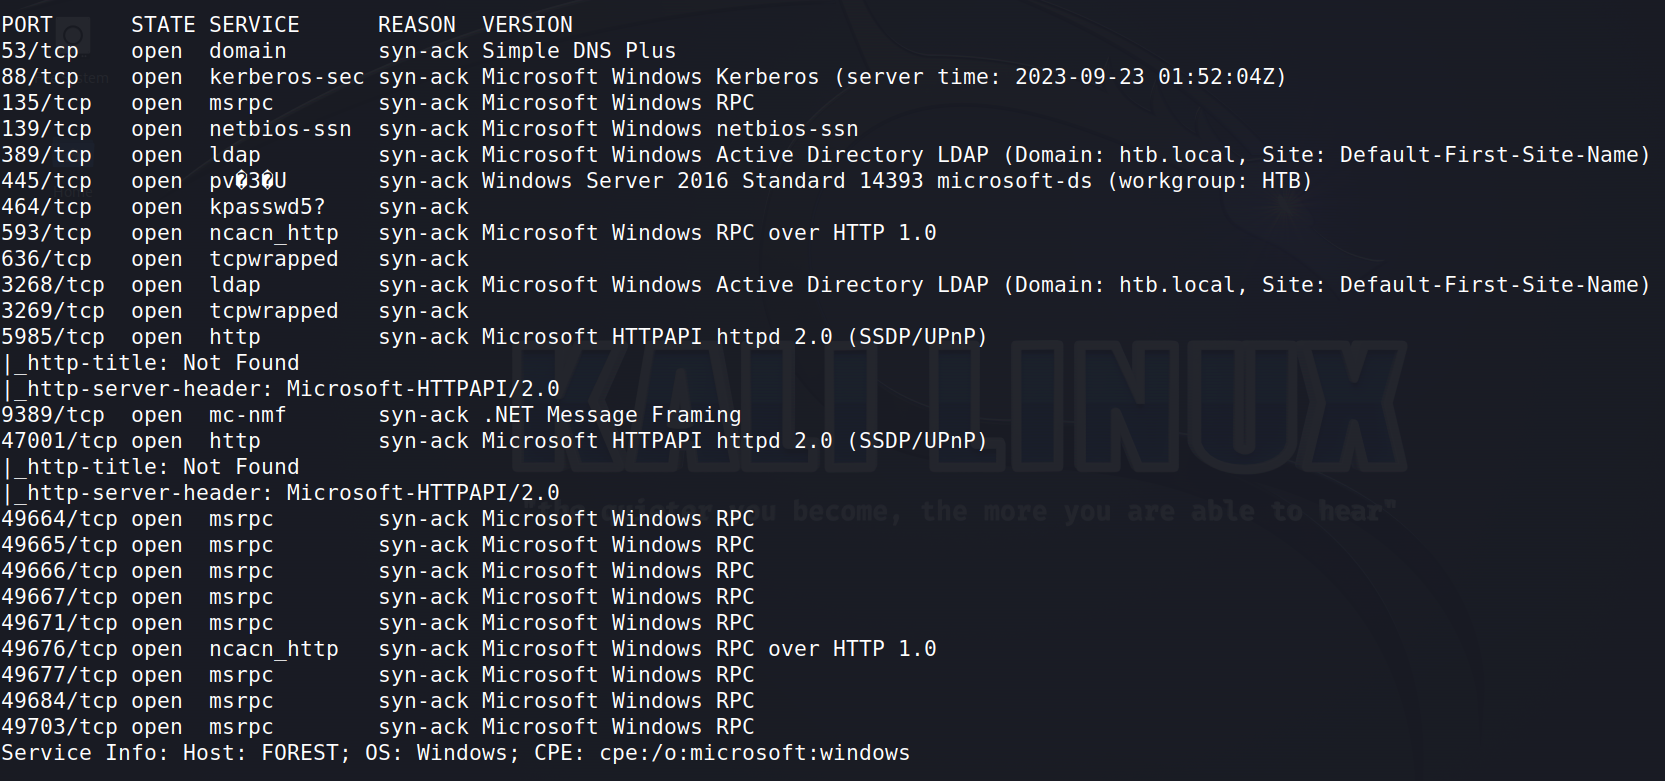 PORT      STATE SERVICE      REASON  VERSION
53/tcp    open  domain       syn-ack Simple DNS Plus
88/tcp    open  kerberos-sec syn-ack Microsoft Windows Kerberos (server time: 2023-09-23 01:52:04Z)
135/tcp   open  msrpc        syn-ack Microsoft Windows RPC
139/tcp   open  netbios-ssn  syn-ack Microsoft Windows netbios-ssn
389/tcp   open  ldap         syn-ack Microsoft Windows Active Directory LDAP (Domain: htb.local, Site: Default-First-Site-Name)
445/tcp   open  pv�3�U       syn-ack Windows Server 2016 Standard 14393 microsoft-ds (workgroup: HTB)
464/tcp   open  kpasswd5?    syn-ack
593/tcp   open  ncacn_http   syn-ack Microsoft Windows RPC over HTTP 1.0
636/tcp   open  tcpwrapped   syn-ack
3268/tcp  open  ldap         syn-ack Microsoft Windows Active Directory LDAP (Domain: htb.local, Site: Default-First-Site-Name)
3269/tcp  open  tcpwrapped   syn-ack
5985/tcp  open  http         syn-ack Microsoft HTTPAPI httpd 2.0 (SSDP/UPnP)
|_http-title: Not Found
|_http-server-header: Microsoft-HTTPAPI/2.0
9389/tcp  open  mc-nmf       syn-ack .NET Message Framing
47001/tcp open  http         syn-ack Microsoft HTTPAPI httpd 2.0 (SSDP/UPnP)
|_http-title: Not Found
|_http-server-header: Microsoft-HTTPAPI/2.0
49664/tcp open  msrpc        syn-ack Microsoft Windows RPC
49665/tcp open  msrpc        syn-ack Microsoft Windows RPC
49666/tcp open  msrpc        syn-ack Microsoft Windows RPC
49667/tcp open  msrpc        syn-ack Microsoft Windows RPC
49671/tcp open  msrpc        syn-ack Microsoft Windows RPC
49676/tcp open  ncacn_http   syn-ack Microsoft Windows RPC over HTTP 1.0
49677/tcp open  msrpc        syn-ack Microsoft Windows RPC
49684/tcp open  msrpc        syn-ack Microsoft Windows RPC
49703/tcp open  msrpc        syn-ack Microsoft Windows RPC
Service Info: Host: FOREST; OS: Windows; CPE: cpe:/o:microsoft:windows
KALI LINUX
become, the more you are able to hear"